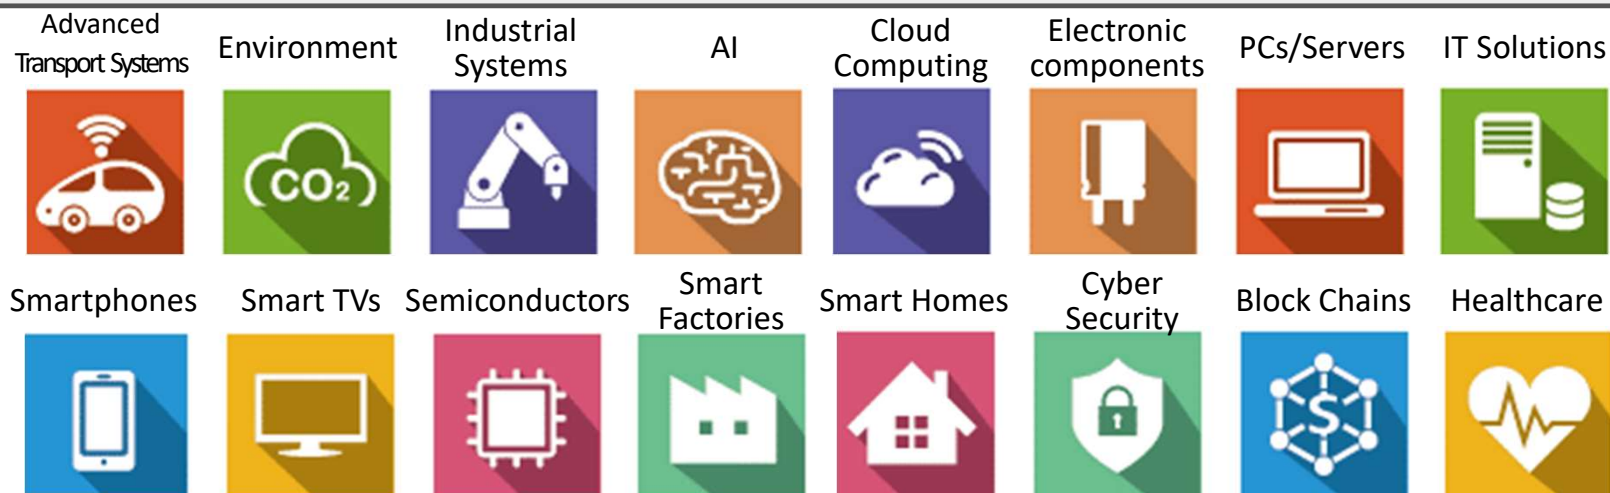 Advanced
Transport Systems
Environment
Industrial
Systems
AI
Cloud
Computing
Electronic
components
PCs/Servers
IT Solutions
CO2
Smartphones
Smart TVs
Semiconductors
Smart
Factories
Smart Homes
Cyber
Security
Block Chains
Healthcare
$